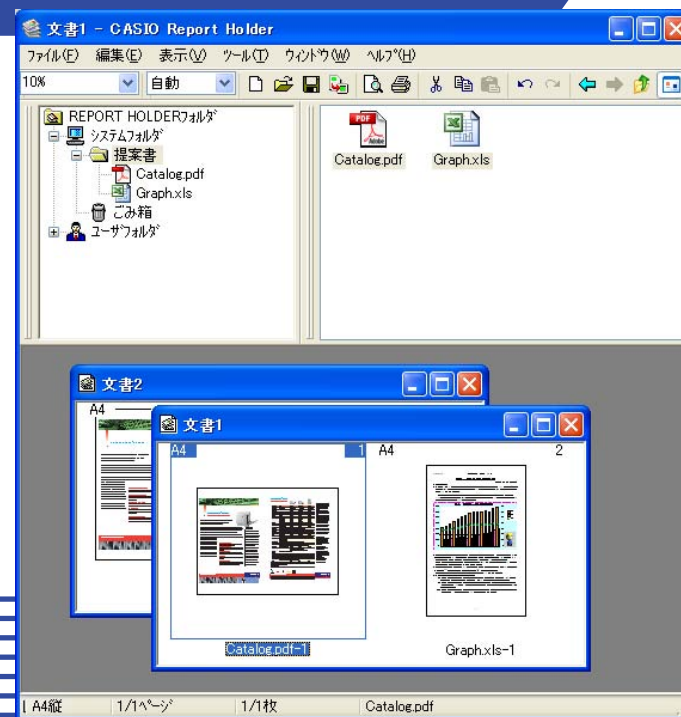 文書1 - CASIO Report Holder
ファイル(F) 編集(E) 表示(V) ツール(T) ウィンドウ(W) ヘルプ(H)
10% 自動
REPORT HOLDERフォルダ
システムフォルダ
提案書
Catalog.pdf
Graph.xls
ごみ箱
ユーザフォルダ
PDF
Adobe
Catalog.pdf Graph.xls
文書2
A4
文書1
A4 1 A4 2
Catalog.pdf-1 Graph.xls-1
A4縦 1/1ページ 1/1枚 Catalog.pdf